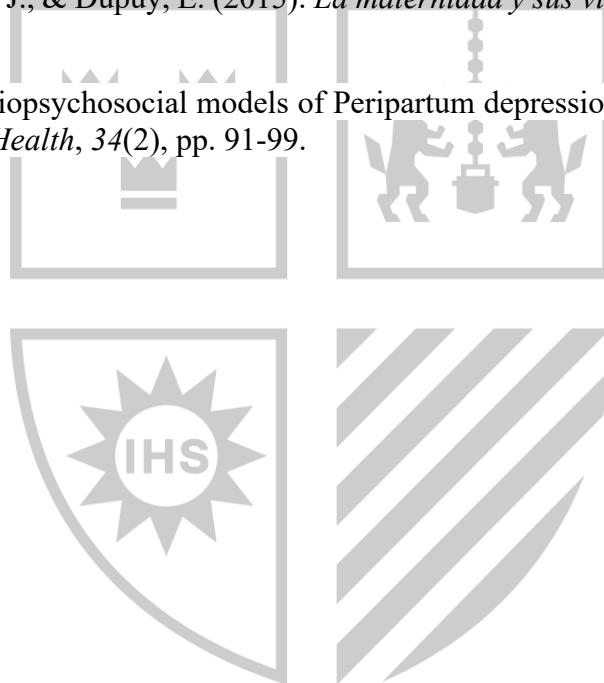 J., & Dupuy, E. (2015). La maternidad y sus vi
iopsychosocial models of Peripartum depressio
Health, 34(2), pp. 91-99.
IHS